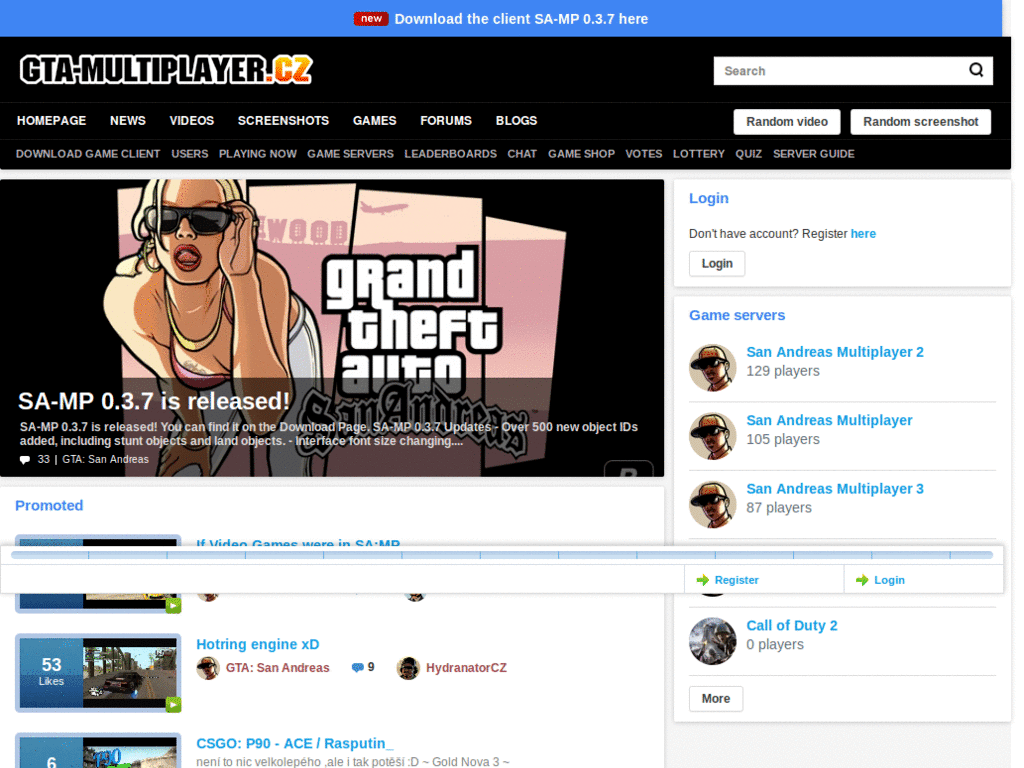 new Download the client SA-MP 0.3.7 here
GTA-MULTIPLAYER.CZ
Search
HOMEPAGE NEWS VIDEOS SCREENSHOTS GAMES FORUMS BLOGS
Random video Random screenshot
DOWNLOAD GAME CLIENT USERS PLAYING NOW GAME SERVERS LEADERBOARDS CHAT GAME SHOP VOTES LOTTERY QUIZ SERVER GUIDE
WOOD
grand
theft
auto
San Andreas
SA-MP 0.3.7 is released!
SA-MP 0.3.7 is released! You can find it on the Download Page. SA-MP 0.3.7 Updates - Over 500 new object IDs
added, including stunt objects and land objects. - Interface font size changing....
33 | GTA: San Andreas
Login
Don't have account? Register here
Login
Game servers
San Andreas Multiplayer 2
129 players
San Andreas Multiplayer
105 players
San Andreas Multiplayer 3
87 players
Promoted
If Video Games were in SA:MP
Register
Login
Call of Duty 2
0 players
More
53
Likes
Hotring engine xD
GTA: San Andreas 9 HydranatorCZ
6
CSGO: P90 - ACE / Rasputin_
není to nic velkolepého ,ale i tak potěší :D ~ Gold Nova 3 ~